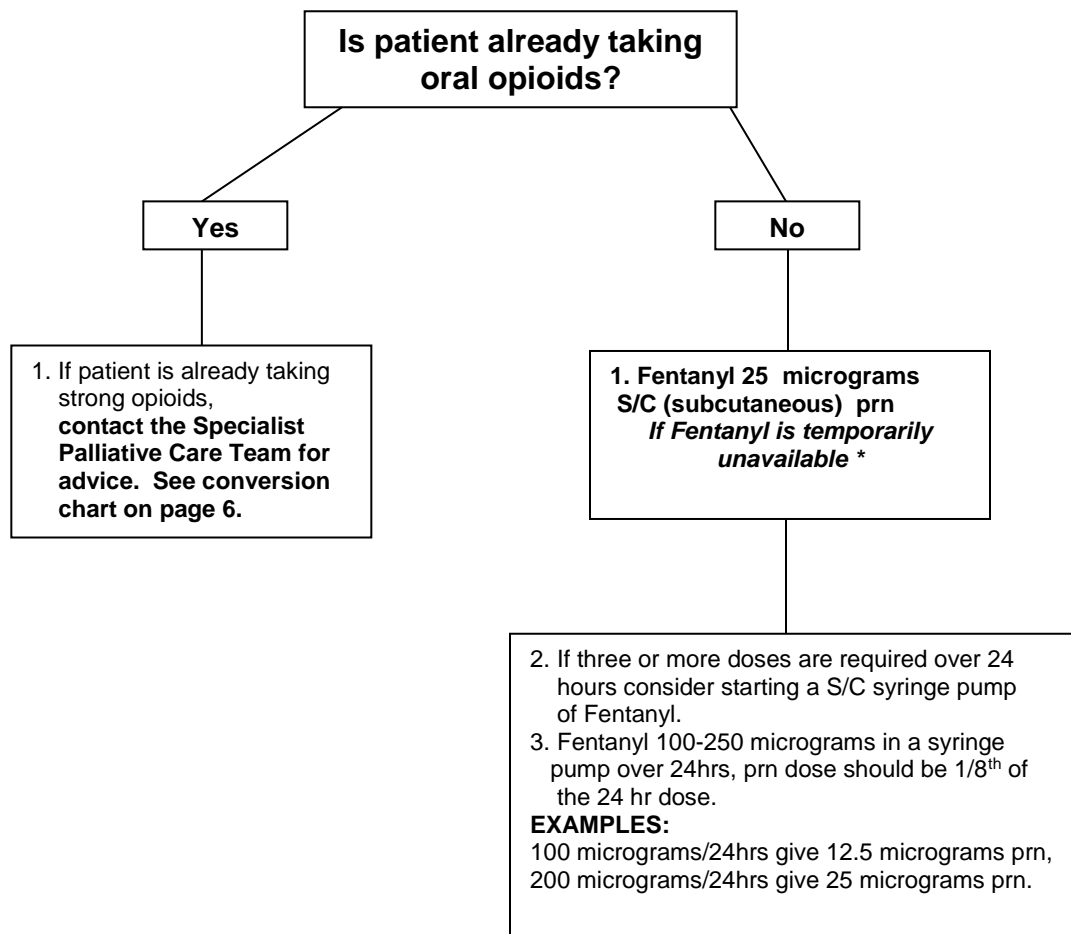 Is patient already taking
oral opioids?
Yes
No
1. If patient is already taking
strong opioids,
contact the Specialist
Palliative Care Team for
advice.  See conversion
chart on page 6.
1. Fentanyl 25  micrograms
S/C (subcutaneous)  prn
If Fentanyl is temporarily
unavailable *
2. If three or more doses are required over 24
hours consider starting a S/C syringe pump
of Fentanyl.
3. Fentanyl 100-250 micrograms in a syringe
pump over 24hrs, prn dose should be 1/8th of
the 24 hr dose.
EXAMPLES:
100 micrograms/24hrs give 12.5 micrograms prn,
200 micrograms/24hrs give 25 micrograms prn.